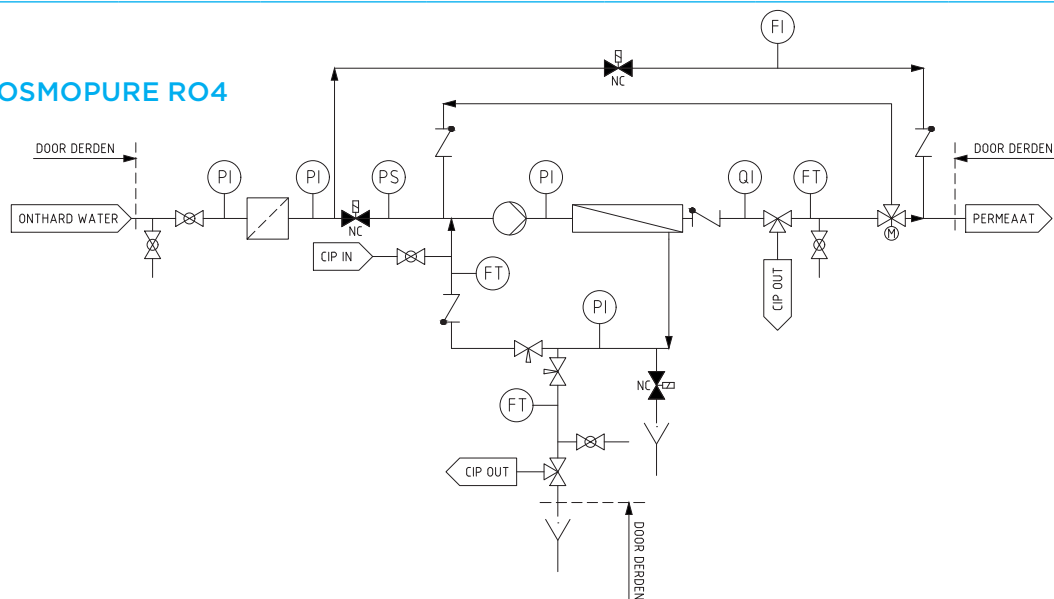 FI
NC
OSMOPURE RO4
DOOR DERDEN
DOOR DERDEN
PI
PI
PS
PI
QI
FT
ONTHARD WATER
NC
M
PERMEAAT
CIP IN
FT
CIP OUT
PI
NC
FT
CIP OUT
DOOR DERDEN